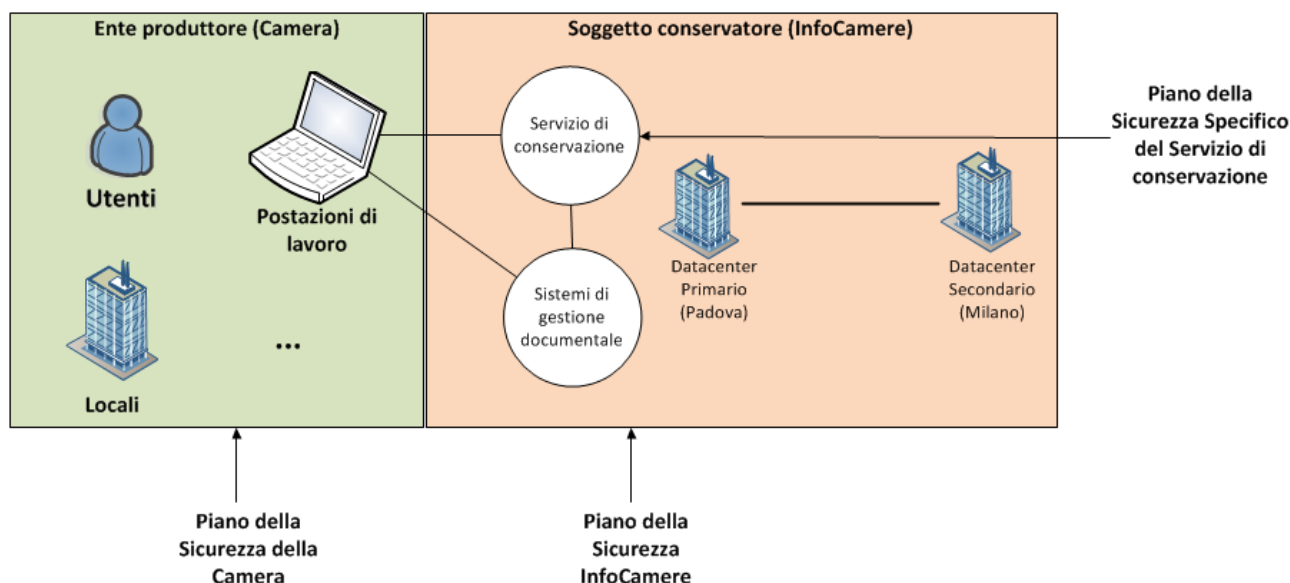 Ente produttore (Camera)
Soggetto conservatore (InfoCamere)
Utenti
Postazioni di
lavoro
Locali
...
Servizio di
conservazione
Sistemi di
gestione
documentale
Datacenter
Primario
(Padova)
Datacenter
Secondario
(Milano)
Piano della
Sicurezza Specifico
del Servizio di
conservazione
Piano della
Sicurezza della
Camera
Piano della
Sicurezza
InfoCamere